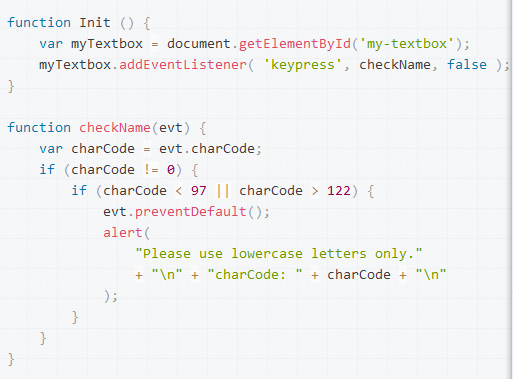 function Init () {
    var myTextbox = document.getElementById('my-textbox');
    myTextbox.addEventListener( 'keypress', checkName, false );
}

function checkName(evt) {
    var charCode = evt.charCode;
    if (charCode != 0) {
        if (charCode < 97 || charCode > 122) {
            evt.preventDefault();
            alert(
                "Please use lowercase letters only."
                + "\n" + "charCode: " + charCode + "\n"
            );
        }
    }
}